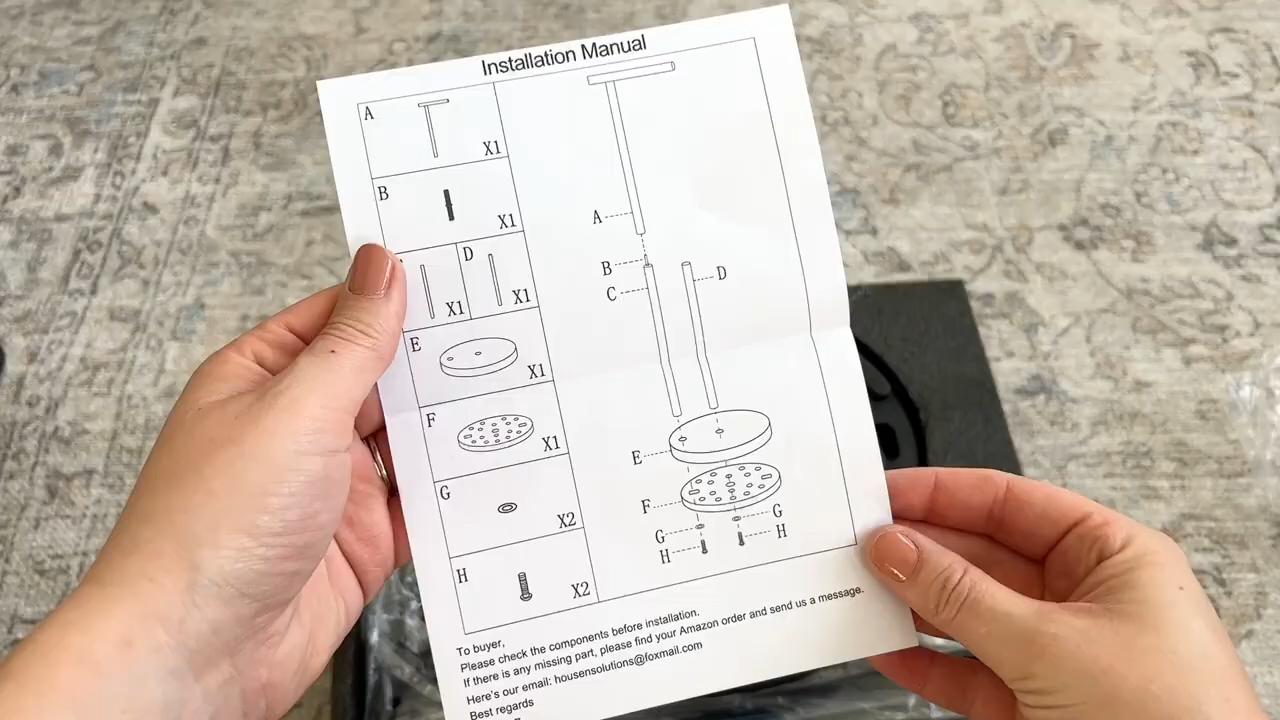 Installation Manual
A
X1
B
X1
X1
D
X1
E
X1
F
X1
G
X2
H
X2
A
B
C
D
E
F
G
G
H
H
To buyer,
Please check the components before installation.
If there is any missing part, please find your Amazon order and send us a message.
Here's our email: housensolutions@foxmail.com
Best regards